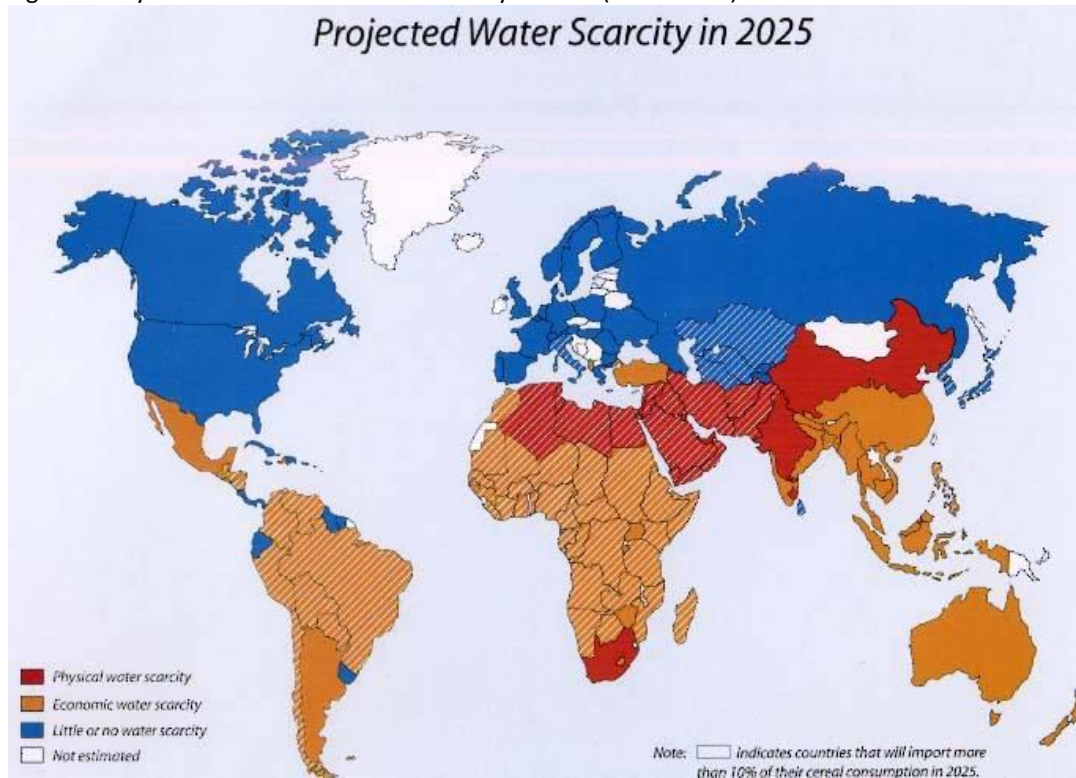 Projected Water Scarcity in 2025
Physical water scarcity
Economic water scarcity
Little or no water scarcity
Not estimated
Note: indicates countries that will import more
than 10% of their cereal consumption in 2025.